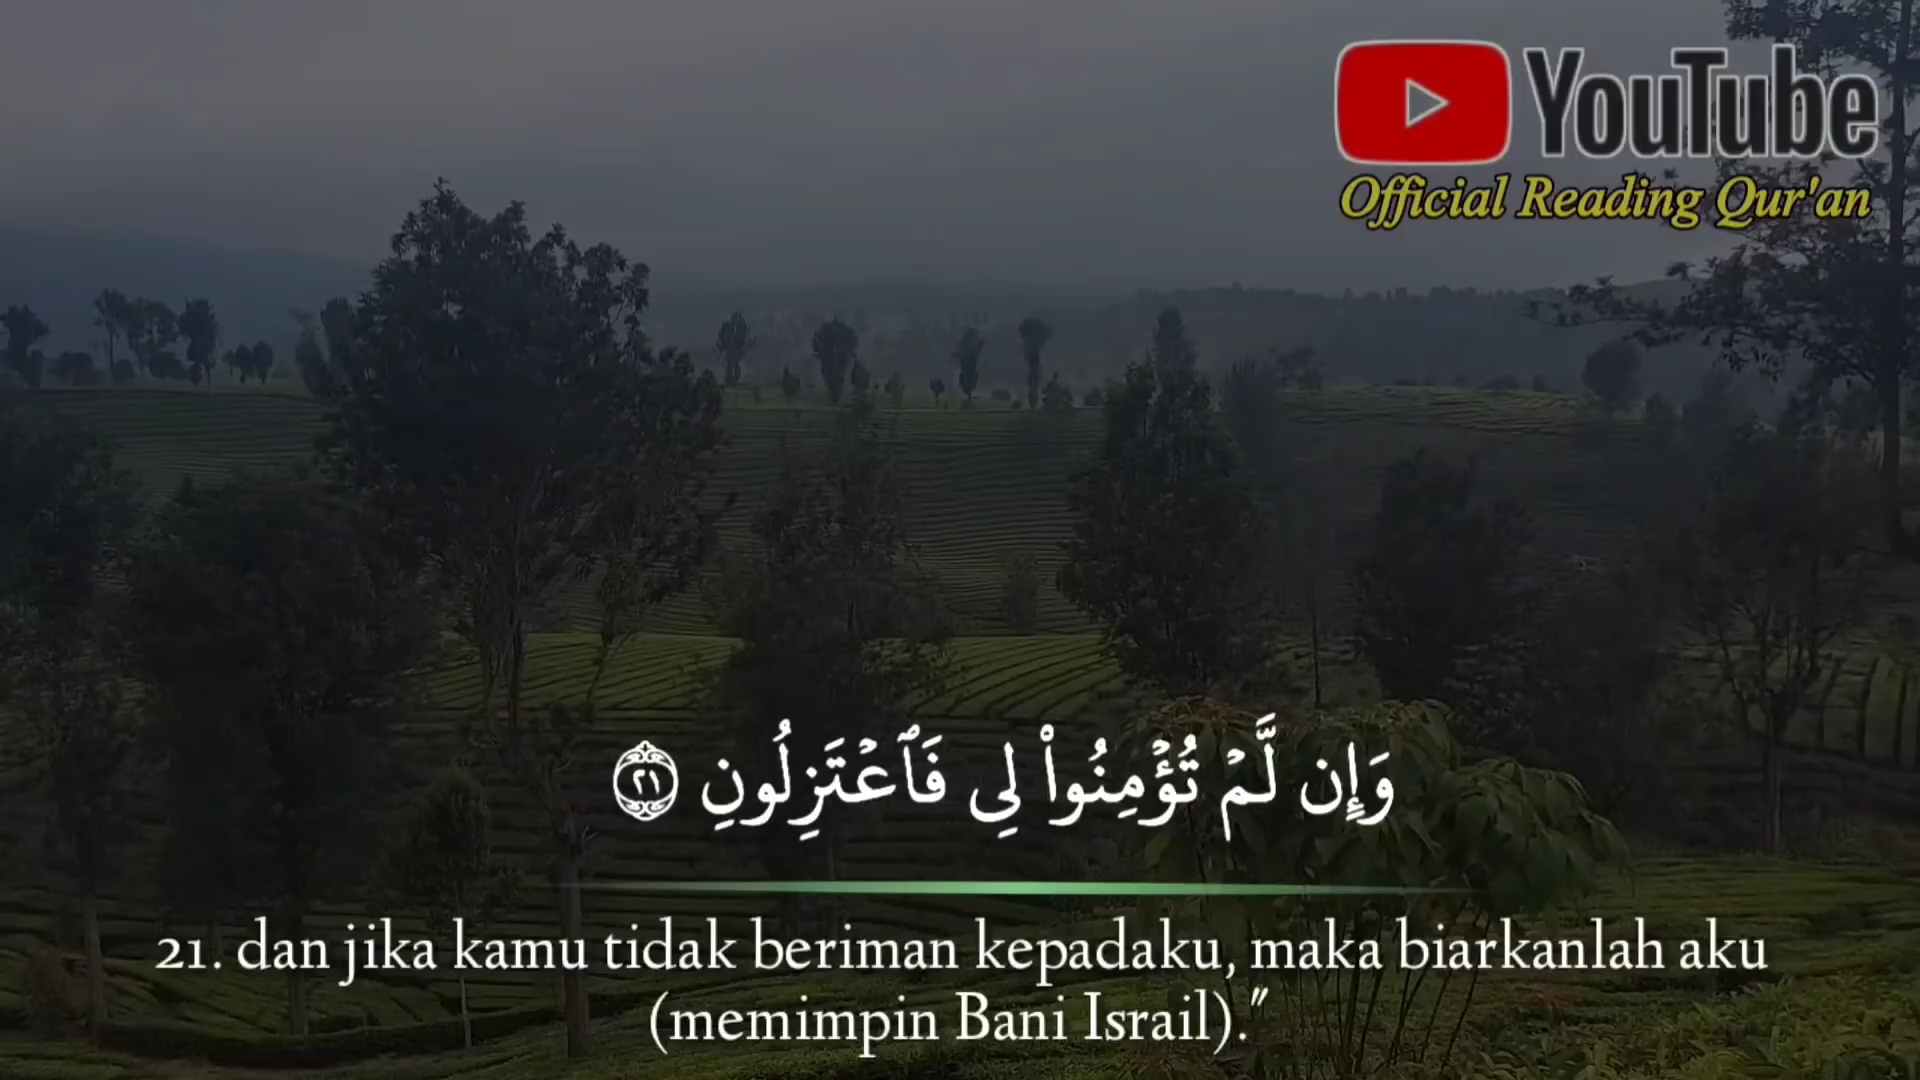 YouTube
Official Reading Qur'an
وَإِن لَّمْ تُؤْمِنُوا۟ لِى فَٱعْتَزِلُونِ ٢١
21. dan jika kamu tidak beriman kepadaku, maka biarkanlah aku
(memimpin Bani Israil)."